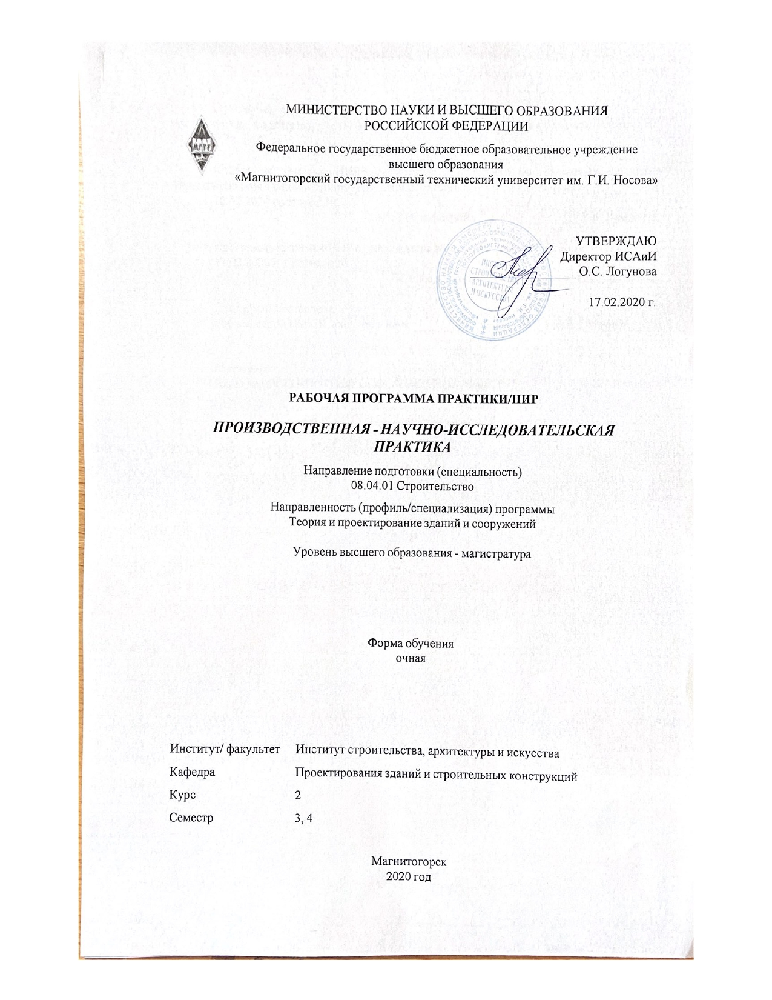 МИНИСТЕРСТВО НАУКИ И ВЫСШЕГО ОБРАЗОВАНИЯ
РОССИЙСКОЙ ФЕДЕРАЦИИ
МГТУ
Федеральное государственное бюджетное образовательное учреждение
высшего образования
«Магнитогорский государственный технический университет им. Г.И. Носова»
УТВЕРЖДАЮ
Директор ИСАиИ
О.С. Логунова
17.02.2020 г.
ИНСТИТУТ
СТРОИТЕЛЬСТВА
АРХИТЕКТУРЫ
И ИСКУССТВА
РАБОЧАЯ ПРОГРАММА ПРАКТИКИ/НИР
ПРОИЗВОДСТВЕННАЯ - НАУЧНО-ИССЛЕДОВАТЕЛЬСКАЯ
ПРАКТИКА
Направление подготовки (специальность)
08.04.01 Строительство
Направленность (профиль/специализация) программы
Теория и проектирование зданий и сооружений
Уровень высшего образования - магистратура
Форма обучения
очная
Институт/ факультет Институт строительства, архитектуры и искусства
Кафедра Проектирования зданий и строительных конструкций
Курс 2
Семестр 3, 4
Магнитогорск
2020 год